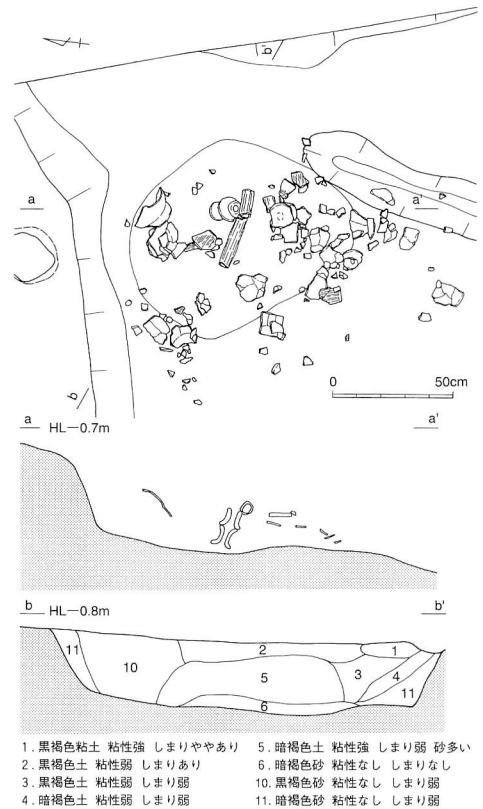 b'
a
a'
b
0 50cm
a HL—0.7m a'
b HL—0.8m b'
11
10
2
1
5
3
4
11
6
1．黒褐色粘土 粘性強 しまりややあり
2．黒褐色土 粘性弱 しまりあり
3．黒褐色土 粘性弱 しまり弱
4．暗褐色土 粘性弱 しまり弱
5．暗褐色土 粘性強 しまり弱 砂多い
6．暗褐色砂 粘性なし しまりなし
10．黒褐色砂 粘性なし しまり弱
11．暗褐色砂 粘性なし しまり弱